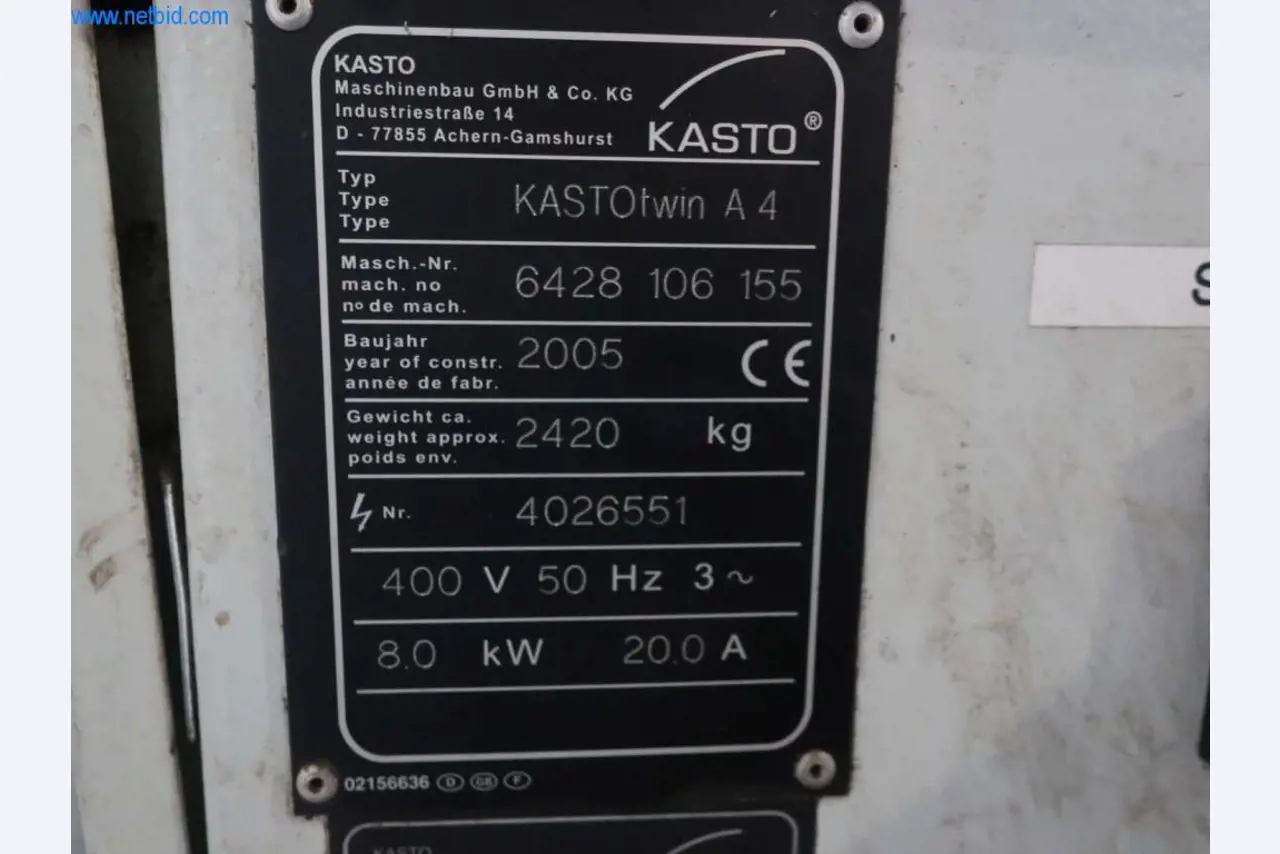 www.netbid.com
KASTO
Maschinenbau GmbH & Co. KG
Industriestraße 14
D - 77855 Achern-Gamshurst
KASTO®
Typ
Type
Type
KASTOtwin A 4
Masch.-Nr.
mach. no
no de mach.
6428 106 155
Baujahr
year of constr.
année de fabr.
2005
CE
Gewicht ca.
weight approx.
poids env.
2420 kg
Nr. 4026551
400 V 50 Hz 3 ~
8.0 kW 20.0 A
02156636 D GB F
KASTO
S